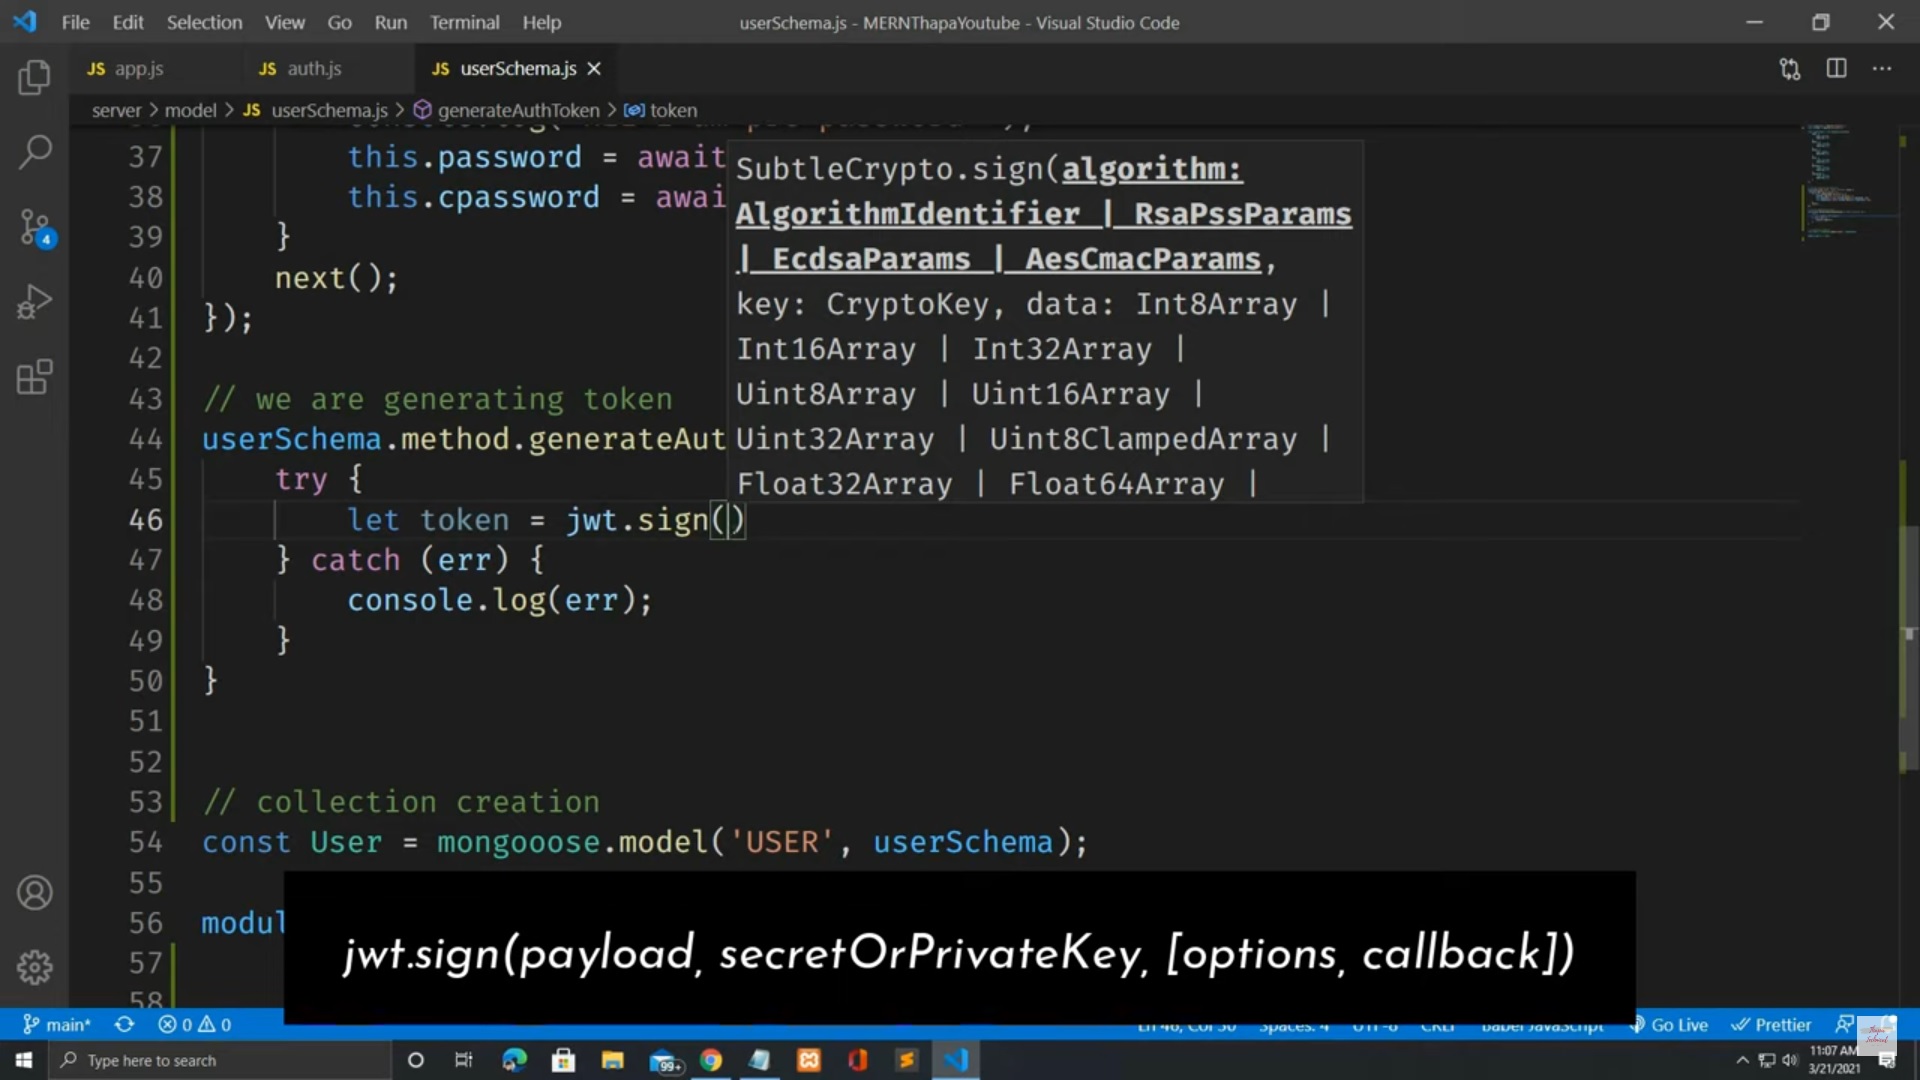 File Edit Selection View Go Run Terminal Help
userSchema.js - MERNThapaYoutube - Visual Studio Code
JS app.js
JS auth.js
JS userSchema.js
server > model > JS userSchema.js > generateAuthToken > token
37 this.password = await
38 this.cpassword = awai
39 }
40 next();
41 });
42
43 // we are generating token
44 userSchema.method.generateAut
45 try {
46 let token = jwt.sign()
47 } catch (err) {
48 console.log(err);
49 }
50 }
51
52
53 // collection creation
54 const User = mongooose.model('USER', userSchema);
55
56 modul
57
58
SubtleCrypto.sign(algorithm:
AlgorithmIdentifier | RsaPssParams
| EcdsaParams | AesCmacParams,
key: CryptoKey, data: Int8Array |
Int16Array | Int32Array |
Uint8Array | Uint16Array |
Uint32Array | Uint8ClampedArray |
Float32Array | Float64Array |
jwt.sign(payload, secretOrPrivateKey, [options, callback])
4
main* 0 0
Go Live Prettier
Type here to search
99+
11:07 AM
3/21/2021